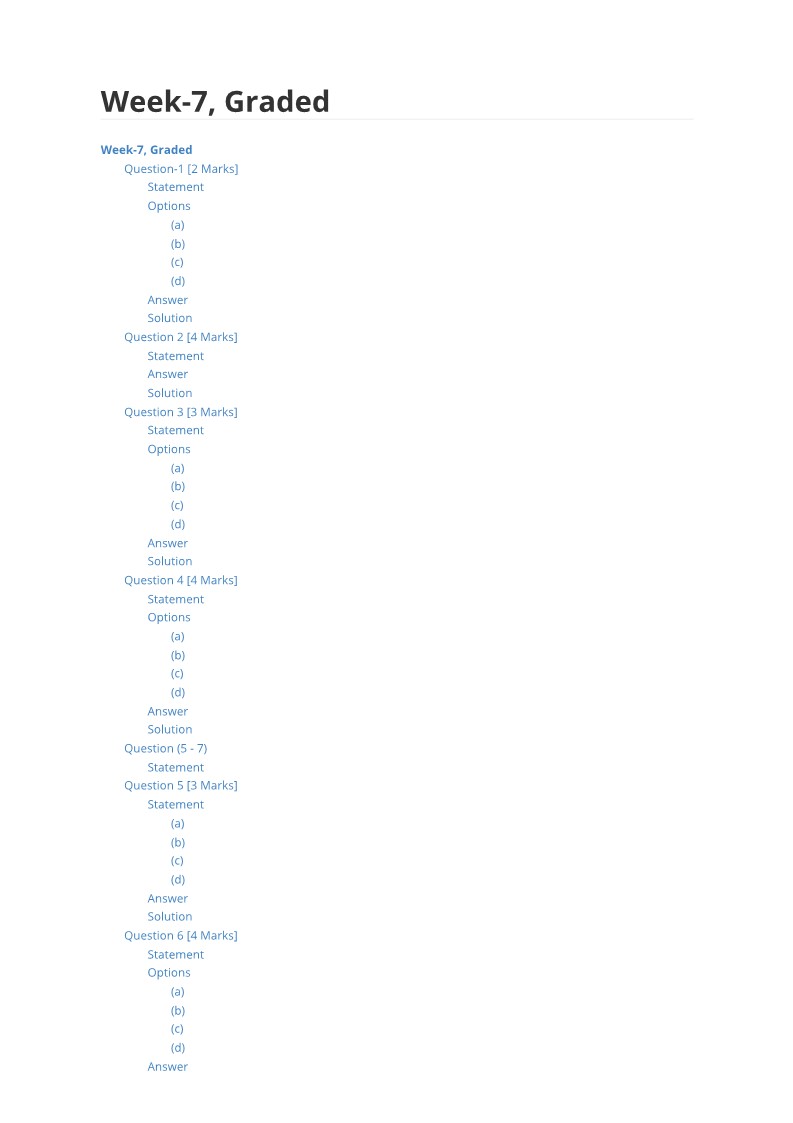 Week-7, Graded
Week-7, Graded
Question-1 [2 Marks]
Statement
Options
(a)
(b)
(c)
(d)
Answer
Solution
Question 2 [4 Marks]
Statement
Answer
Solution
Question 3 [3 Marks]
Statement
Options
(a)
(b)
(c)
(d)
Answer
Solution
Question 4 [4 Marks]
Statement
Options
(a)
(b)
(c)
(d)
Answer
Solution
Question (5 - 7)
Statement
Question 5 [3 Marks]
Statement
(a)
(b)
(c)
(d)
Answer
Solution
Question 6 [4 Marks]
Statement
Options
(a)
(b)
(c)
(d)
Answer